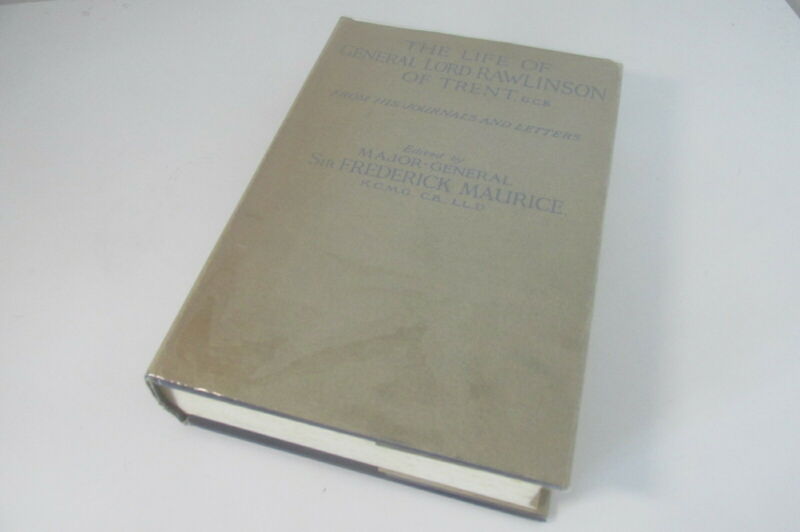 THE LIFE OF
GENERAL LORD RAWLINSON
OF TRENT, G.C.B.
FROM HIS JOURNALS AND LETTERS
Edited by
MAJOR-GENERAL
SIR FREDERICK MAURICE
K.C.M.G. C.B. LL.D